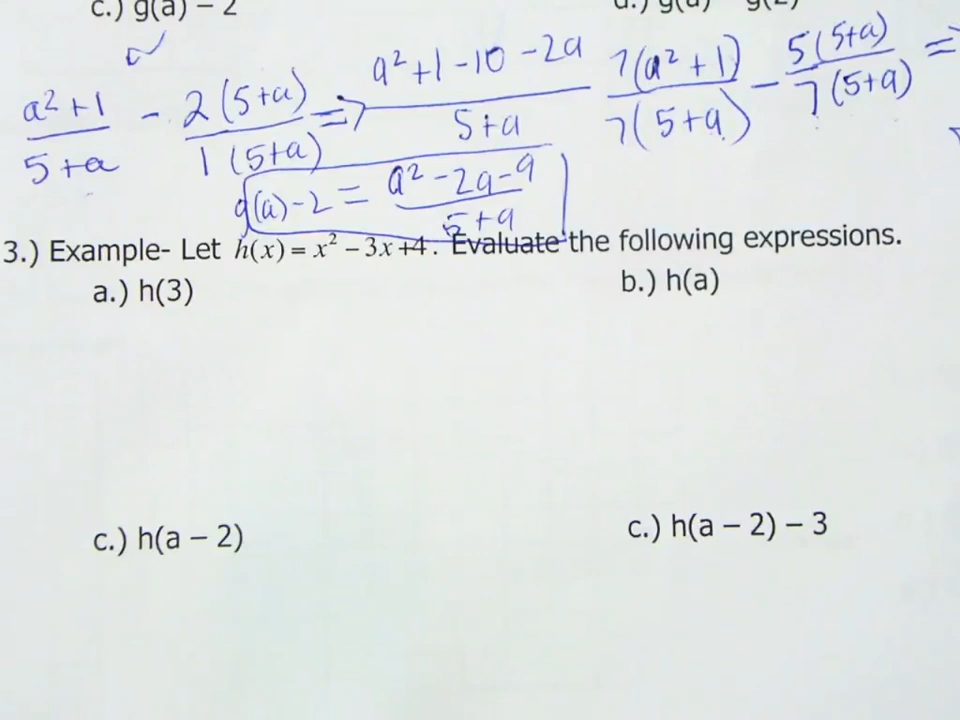 c.) g(a) – 2
a² + 1 / 5 + a - 2(5+a) / 1(5+a) => a² + 1 - 10 - 2a / 5 + a
g(a) - 2 = a² - 2a - 9 / 5 + a
7(a² + 1) / 7(5 + a) - 5(5+a) / 7(5+a) =
3.) Example- Let h(x) = x² – 3x +4. Evaluate the following expressions.
a.) h(3)
b.) h(a)
c.) h(a – 2)
c.) h(a – 2) – 3